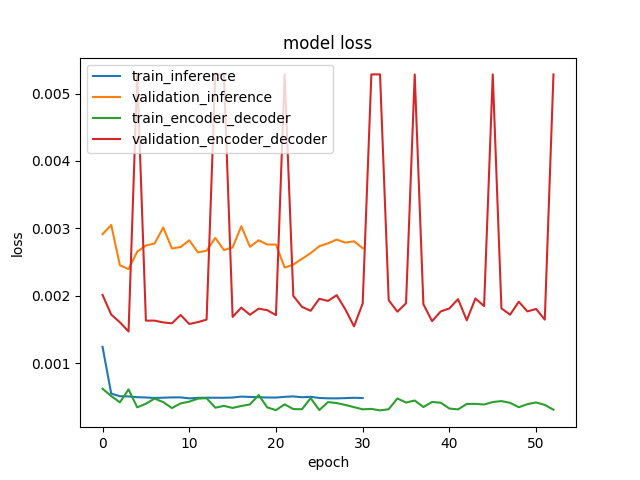 model loss
train_inference
validation_inference
train_encoder_decoder
validation_encoder_decoder
0.005
0.004
0.003
0.002
0.001
loss
0 10 20 30 40 50
epoch